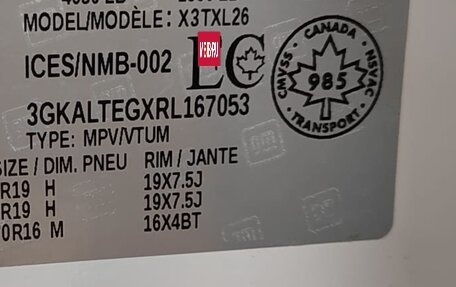 MODEL/MODÈLE: X3TXL26
ICES/NMB-002
3GKALTEGXRL167053
TYPE: MPV/VTUM
SIZE / DIM. PNEU RIM / JANTE
R19 H 19X7.5J
R19 H 19X7.5J
0R16 M 16X4BT
CANADA
CMVSS
NSVAC
985
TRANSPORT